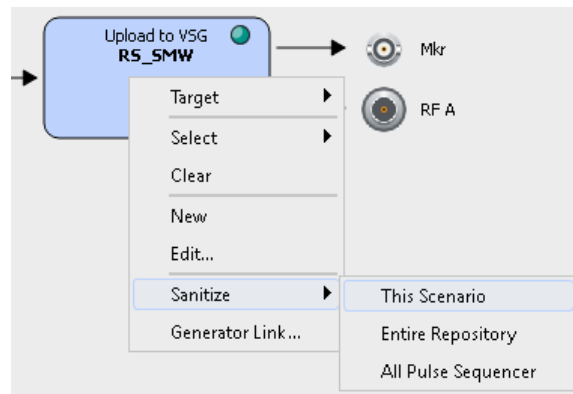 Upload to VSG
RS_SMW
Mkr
RF A
Target
Select
Clear
New
Edit...
Sanitize
Generator Link...
This Scenario
Entire Repository
All Pulse Sequencer